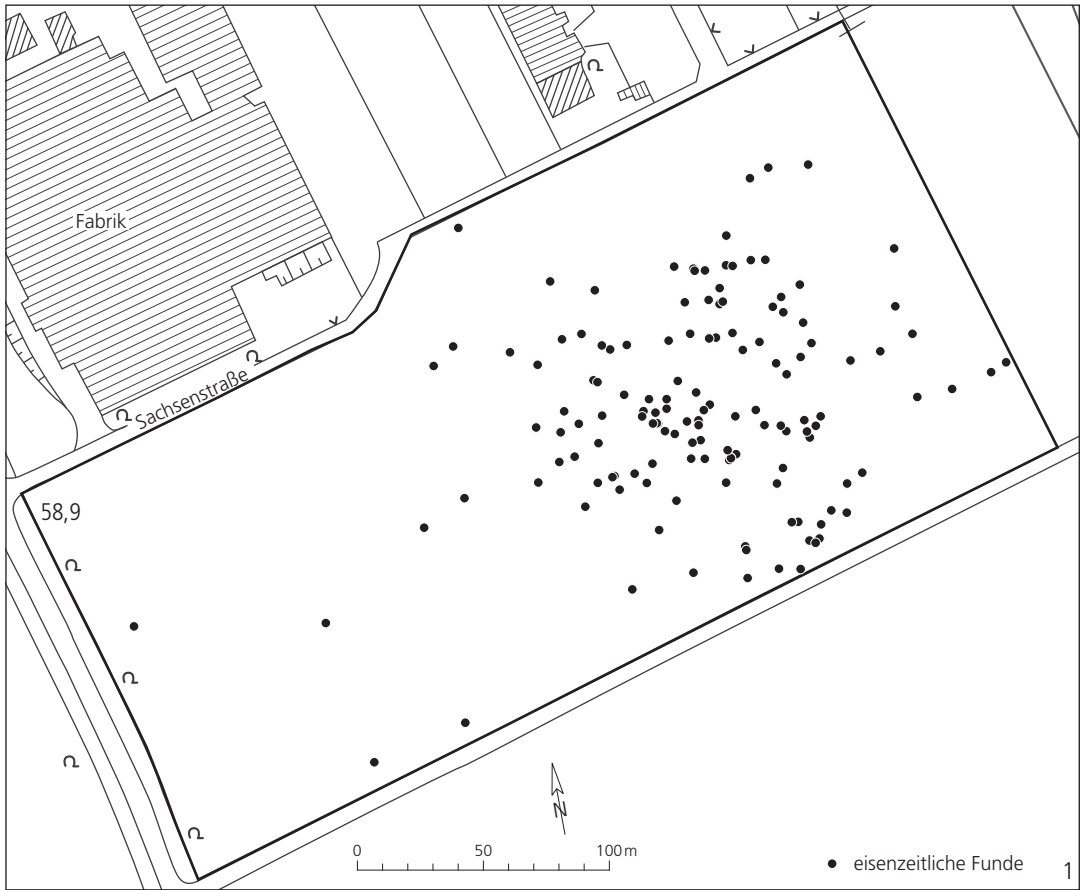 Fabrik
Sachsenstraße
58,9
N
0 50 100 m
eisenzeitliche Funde
1